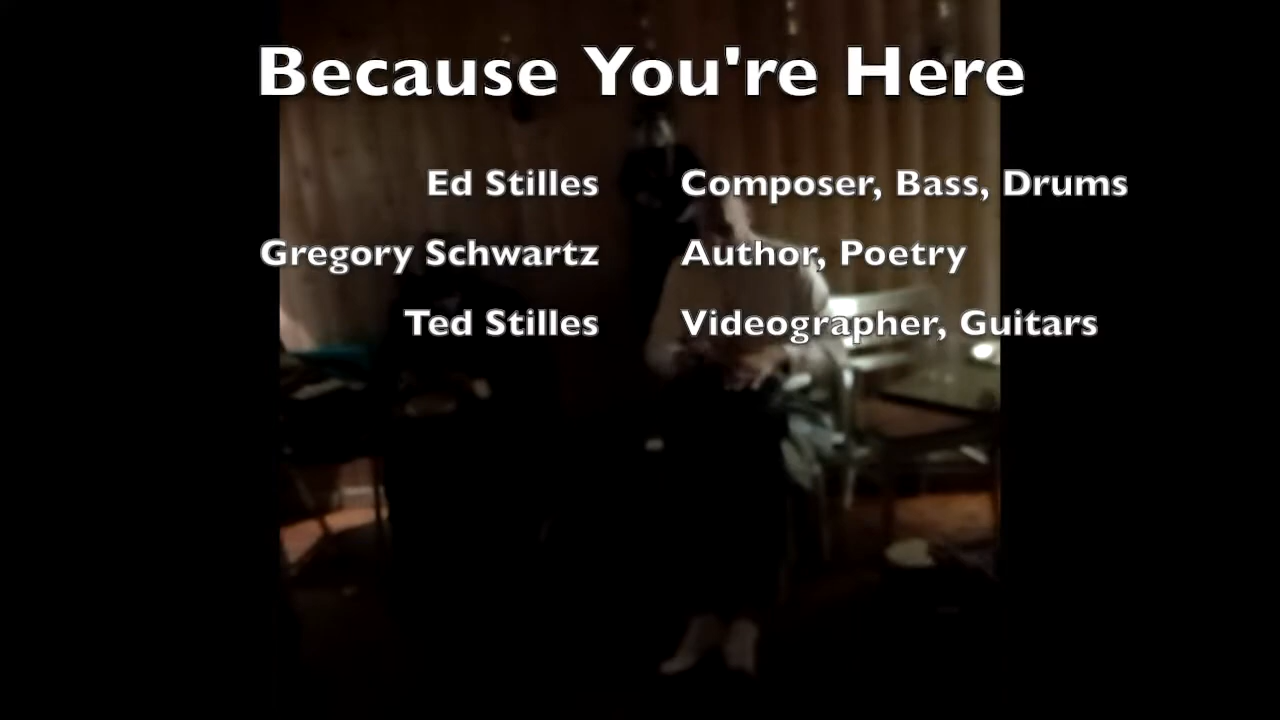 Because You're Here
Ed Stilles Composer, Bass, Drums
Gregory Schwartz Author, Poetry
Ted Stilles Videographer, Guitars